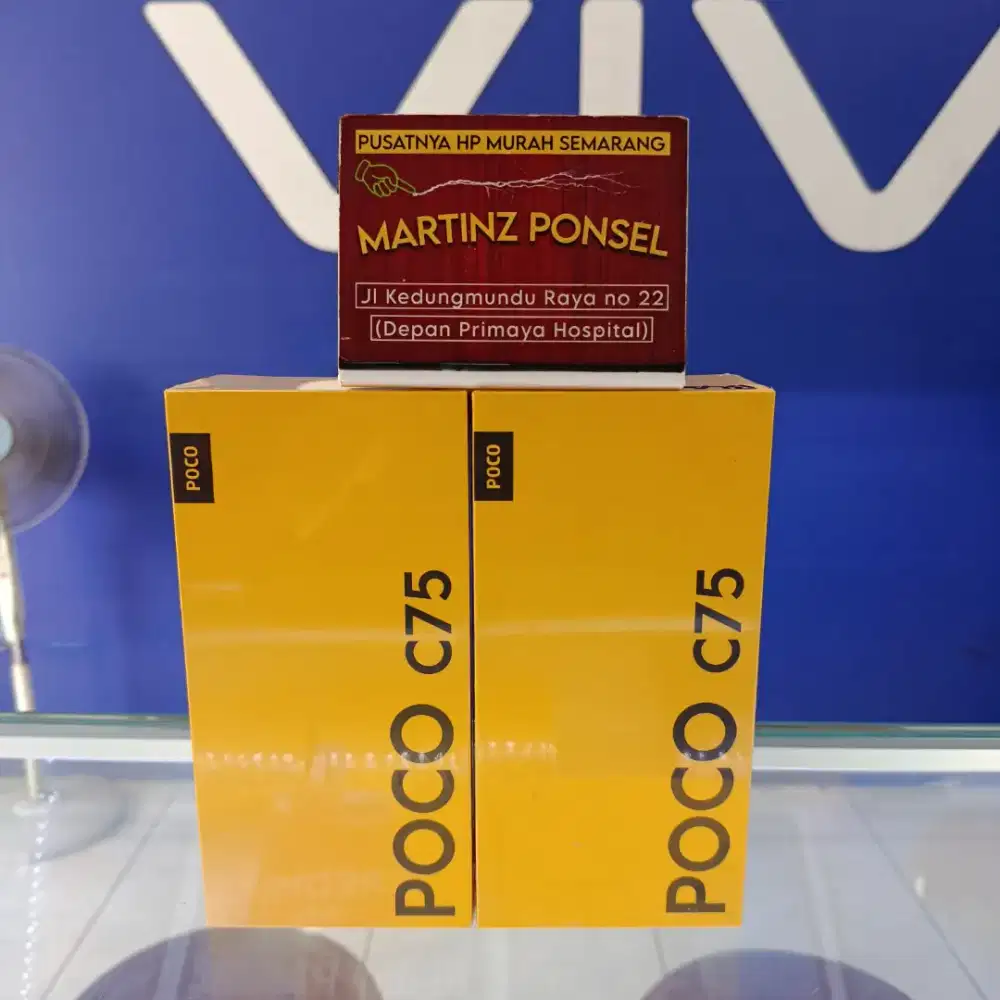 VIV
PUSATNYA HP MURAH SEMARANG
MARTINZ PONSEL
Jl Kedungmundu Raya no 22
(Depan Primaya Hospital)
POCO
POCO C75
POCO
POCO C75